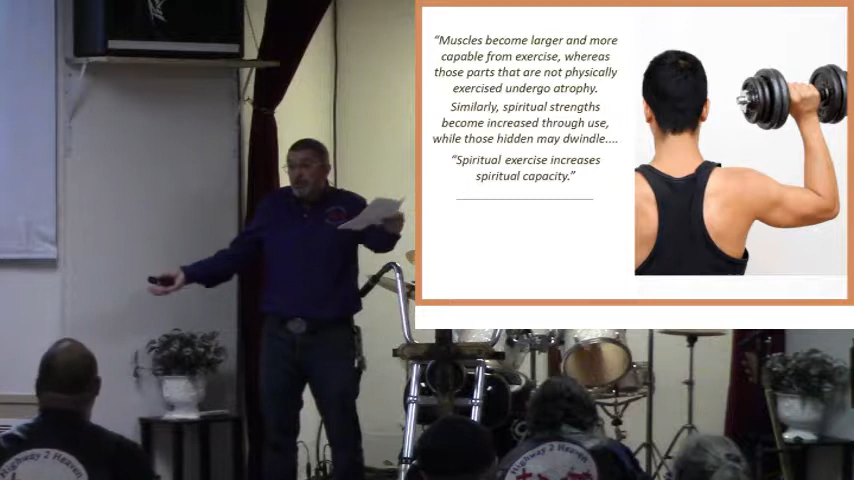 “Muscles become larger and more
capable from exercise, whereas
those parts that are not physically
exercised undergo atrophy.
Similarly, spiritual strengths
become increased through use,
while those hidden may dwindle....
“Spiritual exercise increases
spiritual capacity.”
Highway 2 Heaven
Highway 2 Heaven